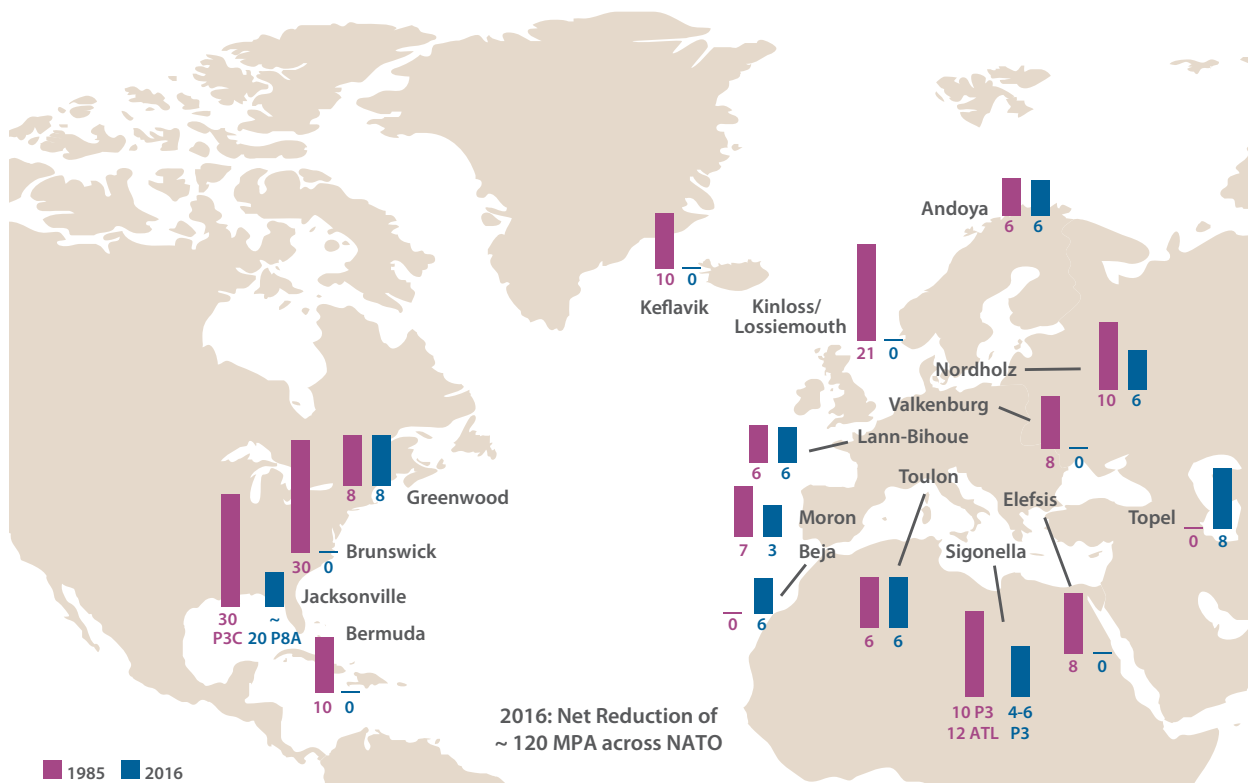 Andoya
6 6
10 0
Keflavik
Kinloss/
Lossiemouth
21 0
Nordholz
10 6
Valkenburg
8 0
Lann-Bihoue
6 6
Toulon
6 6
Elefsis
8 0
Topel
0 8
Moron
7 3
Beja
0 6
Sigonella
10 P3 4-6
12 ATL P3
8 8
Greenwood
Brunswick
30 0
Jacksonville
30 ~
P3C 20 P8A
Bermuda
10 0
2016: Net Reduction of
~ 120 MPA across NATO
1985 2016